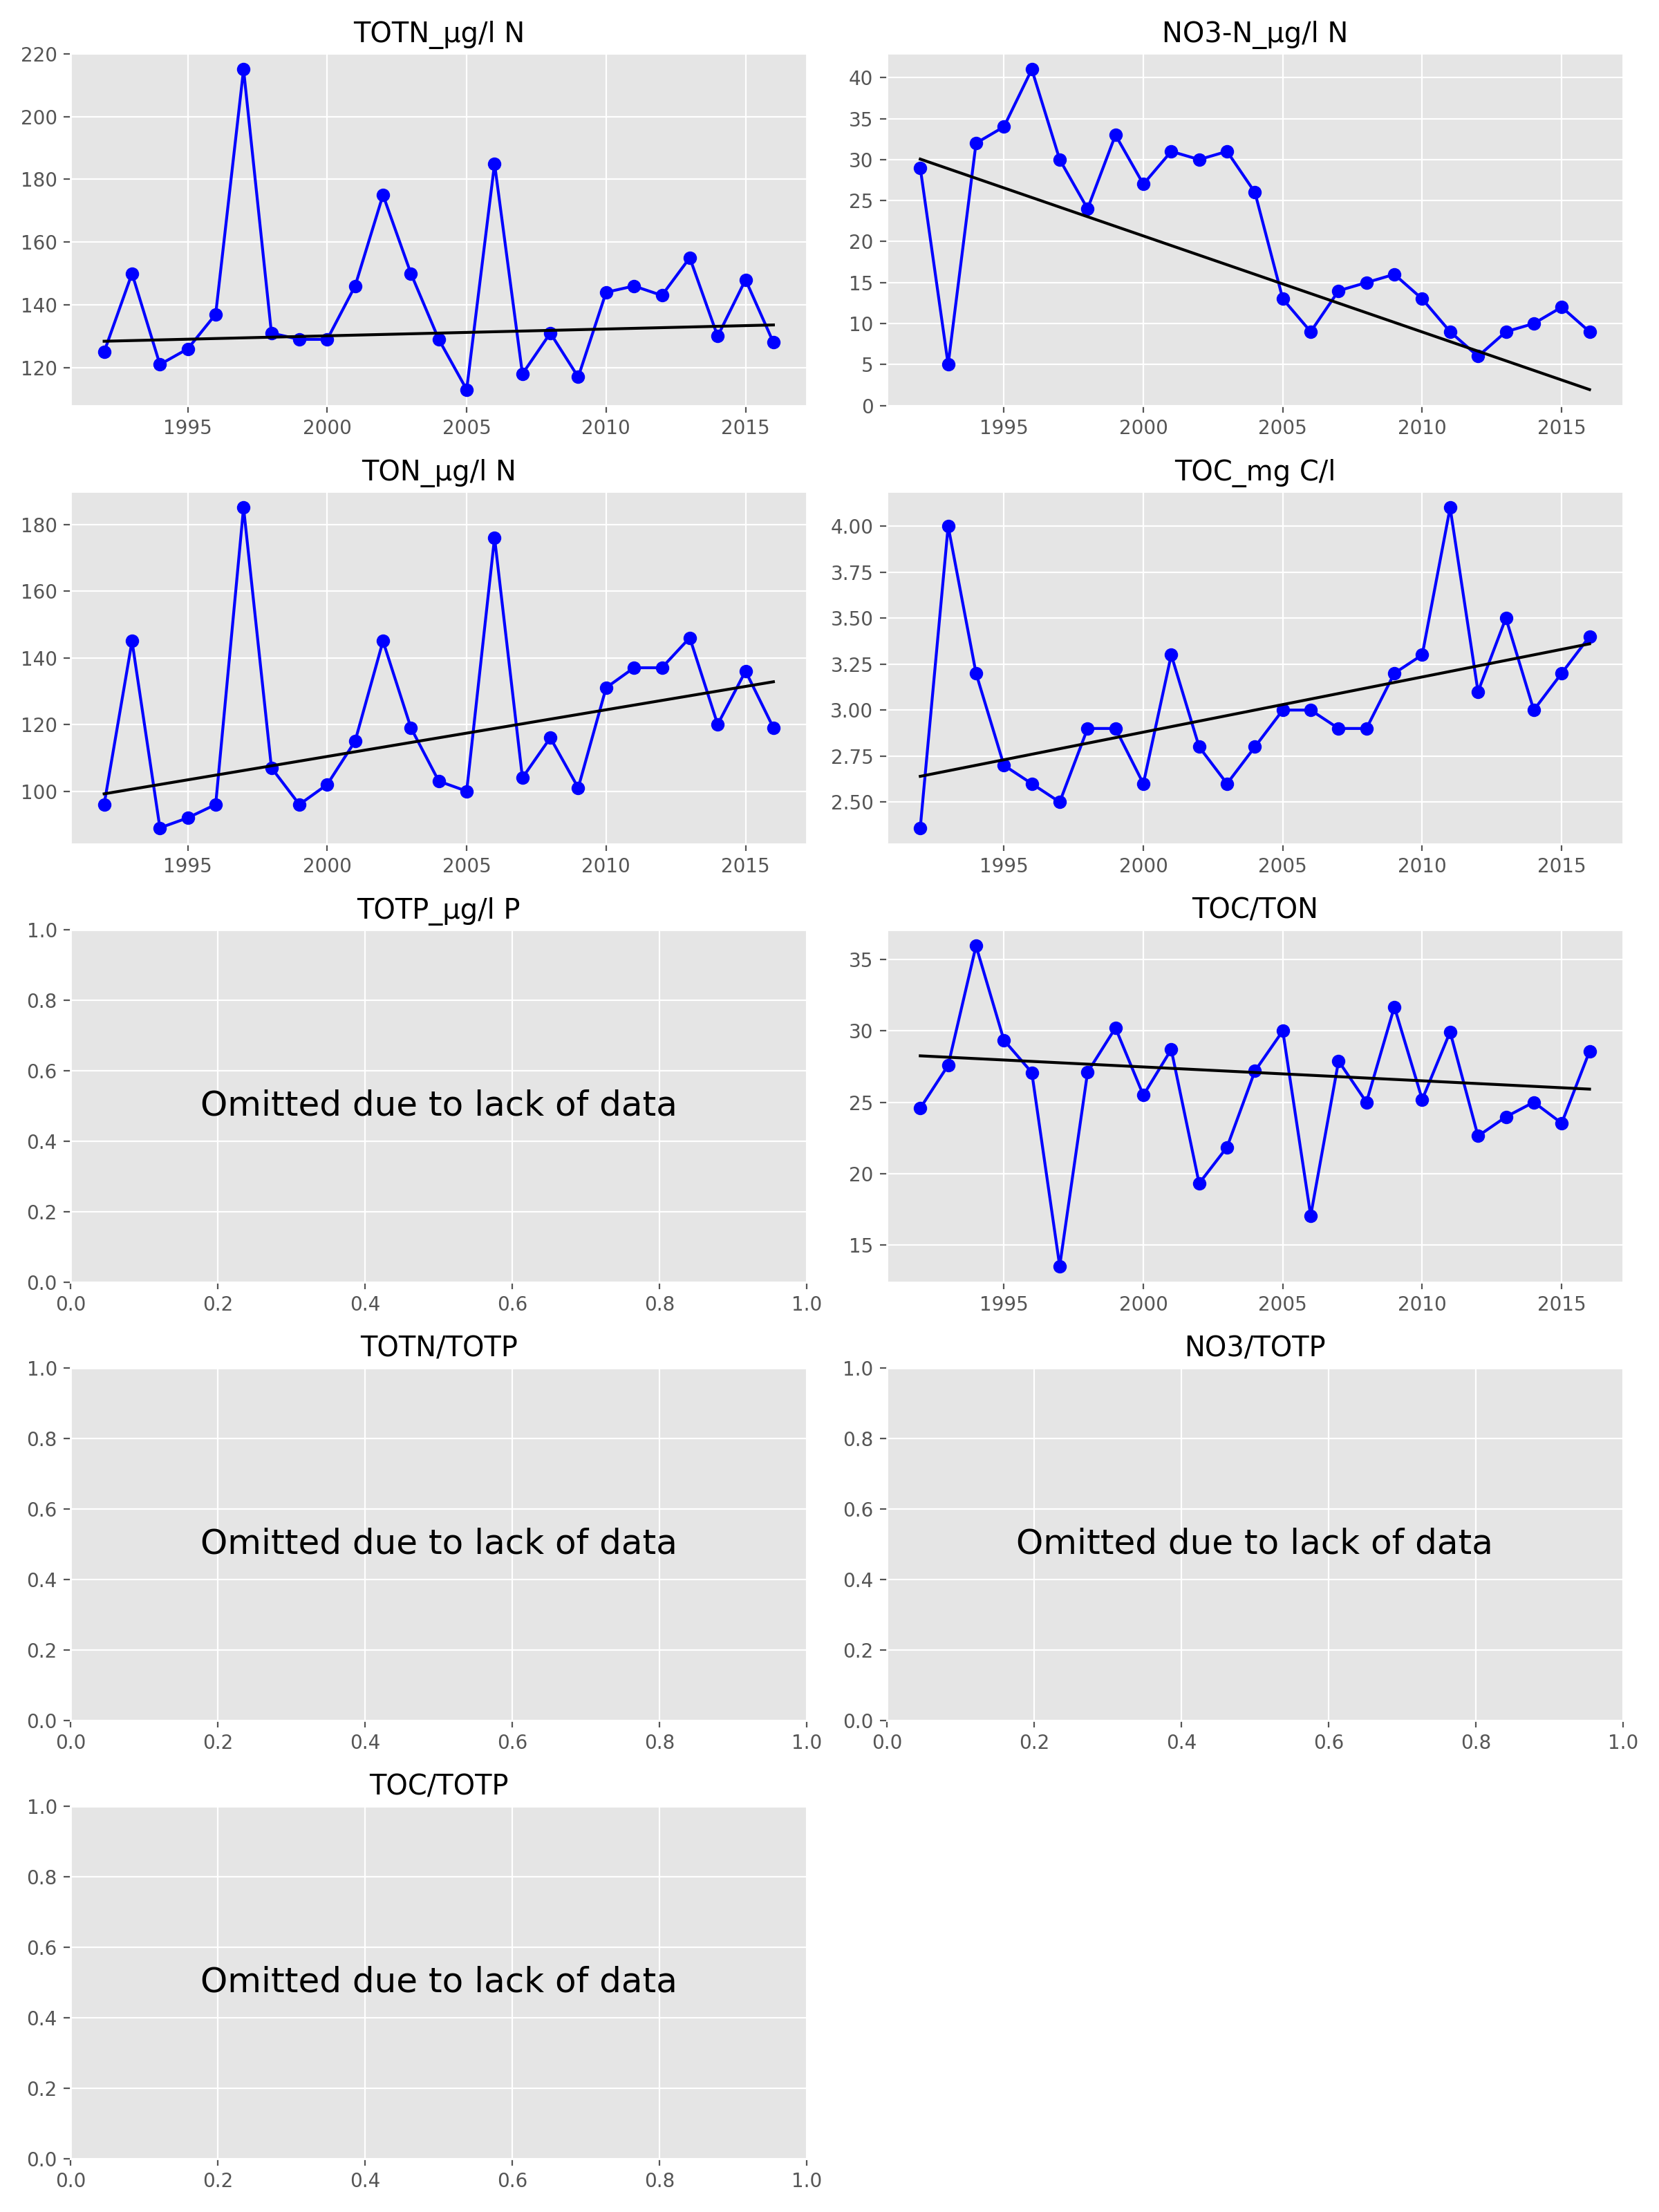 TOTN_µg/l N
220
200
180
160
140
120
1995 2000 2005 2010 2015
NO3-N_µg/l N
40
35
30
25
20
15
10
5
0
1995 2000 2005 2010 2015
TON_µg/l N
180
160
140
120
100
1995 2000 2005 2010 2015
TOC_mg C/l
4.00
3.75
3.50
3.25
3.00
2.75
2.50
1995 2000 2005 2010 2015
TOTP_µg/l P
1.0
0.8
0.6
Omitted due to lack of data
0.4
0.2
0.0
0.0 0.2 0.4 0.6 0.8 1.0
TOC/TON
35
30
25
20
15
1995 2000 2005 2010 2015
TOTN/TOTP
1.0
0.8
0.6
Omitted due to lack of data
0.4
0.2
0.0
0.0 0.2 0.4 0.6 0.8 1.0
NO3/TOTP
1.0
0.8
0.6
Omitted due to lack of data
0.4
0.2
0.0
0.0 0.2 0.4 0.6 0.8 1.0
TOC/TOTP
1.0
0.8
0.6
Omitted due to lack of data
0.4
0.2
0.0
0.0 0.2 0.4 0.6 0.8 1.0